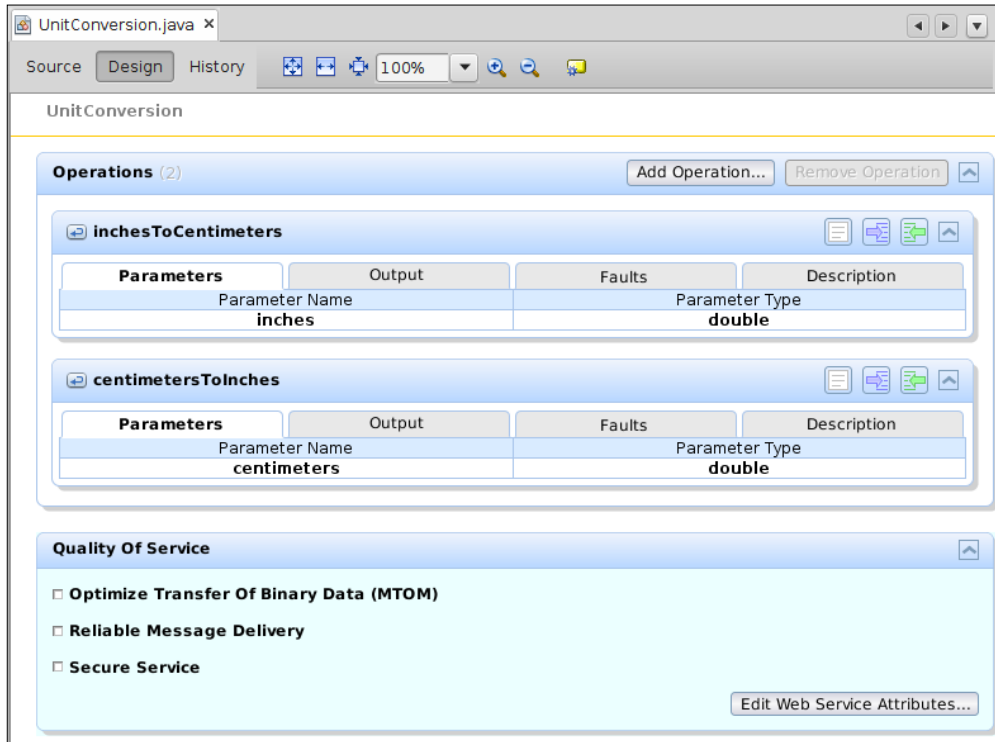 UnitConversion.java ×
Source Design History 100%
UnitConversion
Operations (2) Add Operation... Remove Operation
inchesToCentimeters
Parameters Output Faults Description
Parameter Name Parameter Type
inches double
centimetersToInches
Parameters Output Faults Description
Parameter Name Parameter Type
centimeters double
Quality Of Service
Optimize Transfer Of Binary Data (MTOM)
Reliable Message Delivery
Secure Service
Edit Web Service Attributes...